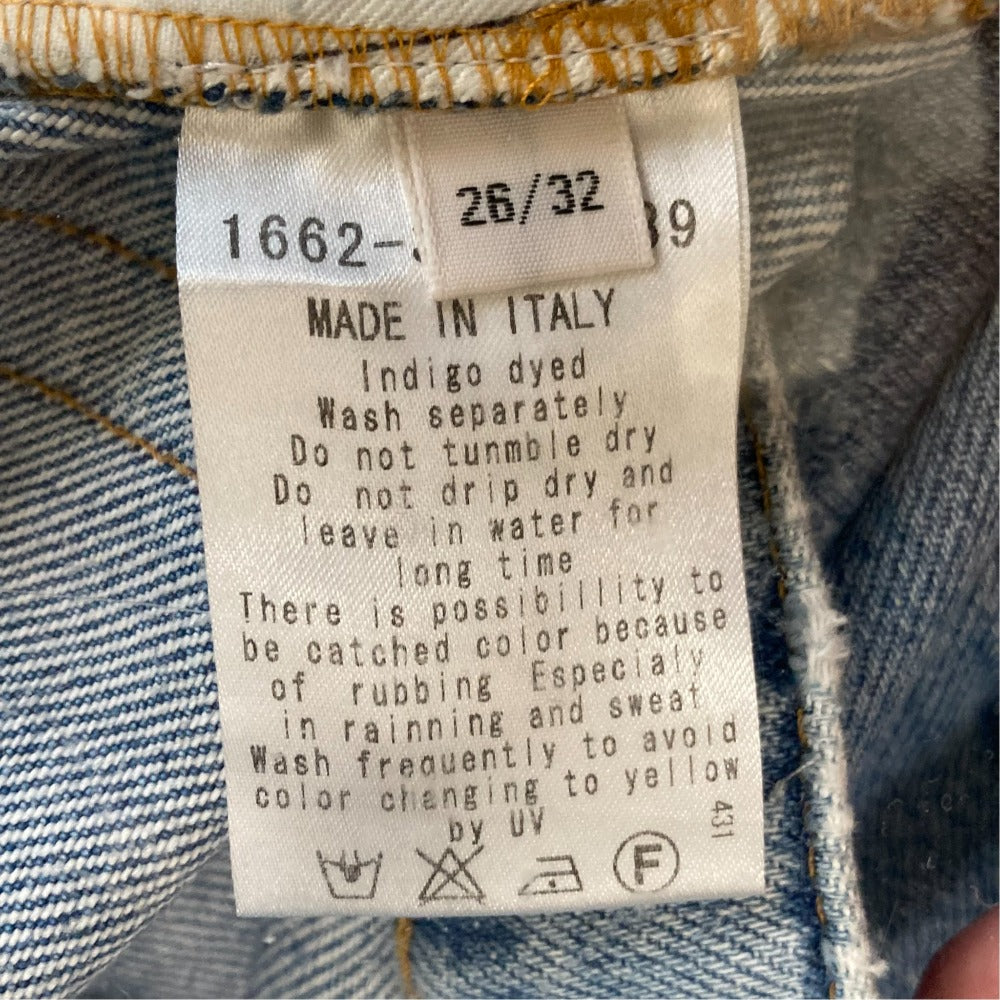 26/32
1662- 39
MADE IN ITALY
Indigo dyed
Wash separately
Do not tunmble dry
Do not drip dry and
leave in water for
long time
There is possibillity to
be catched color because
of rubbing Especialy
in rainning and sweat
Wash frequently to avoid
color changing to yellow
by UV
431
F